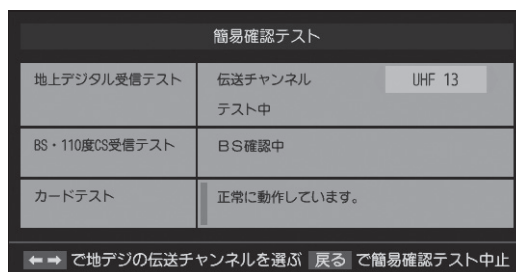 簡易確認テスト
地上デジタル受信テスト
伝送チャンネル UHF 13
テスト中
BS・110度CS受信テスト
BS確認中
カードテスト
正常に動作しています。
←→ で地デジの伝送チャンネルを選ぶ 戻る で簡易確認テスト中止